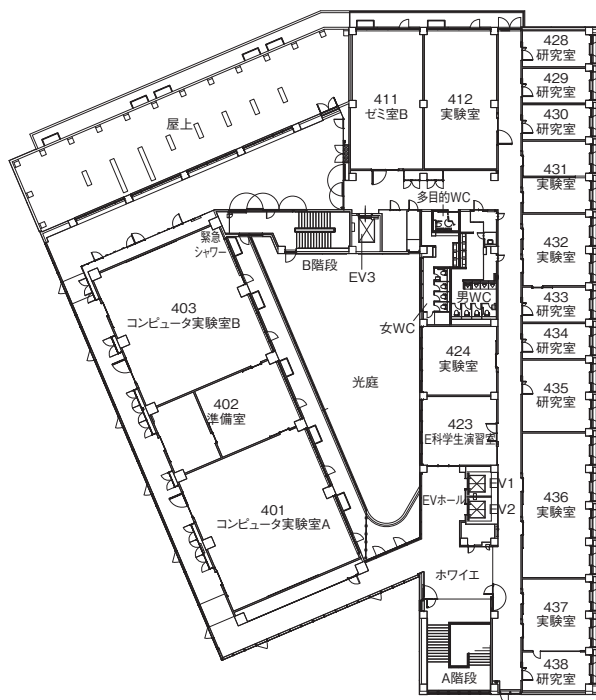 428
研究室
429
研究室
430
研究室
411
ゼミ室B
412
実験室
屋上
431
実験室
多目的WC
432
実験室
緊急
シャワー
B階段
EV3
403
コンピュータ実験室B
433
研究室
男WC
女WC
434
研究室
424
実験室
光庭
402
準備室
435
研究室
423
E科学生演習室
EV1
EVホール
EV2
436
実験室
401
コンピュータ実験室A
ホワイエ
437
実験室
438
研究室
A階段